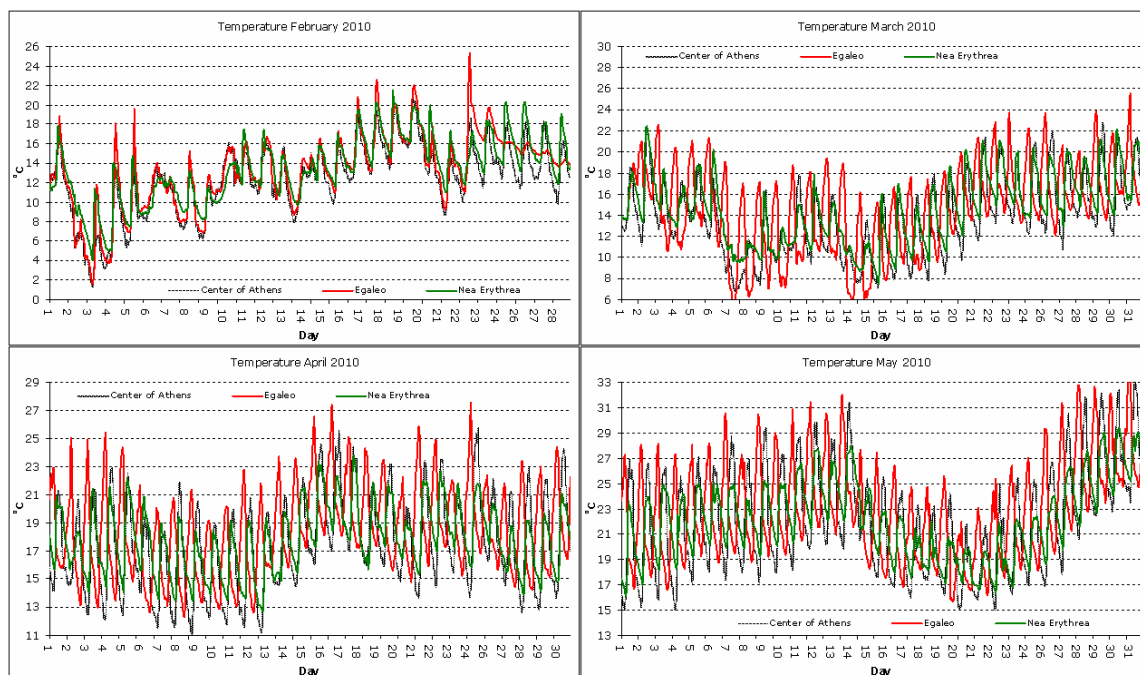 Temperature February 2010
26
24
22
20
18
16
14
12
10
8
6
4
2
0
°C
Center of Athens Egaleo Nea Erythrea
1 2 3 4 5 6 7 8 9 10 11 12 13 14 15 16 17 18 19 20 21 22 23 24 25 26 27 28
Day
Temperature March 2010
30
28
26
24
22
20
18
16
14
12
10
8
6
°C
Center of Athens Egaleo Nea Erythrea
1 2 3 4 5 6 7 8 9 10 11 12 13 14 15 16 17 18 19 20 21 22 23 24 25 26 27 28 29 30 31
Day
Temperature April 2010
29
27
25
23
21
19
17
15
13
11
°C
Center of Athens Egaleo Nea Erythrea
1 2 3 4 5 6 7 8 9 10 11 12 13 14 15 16 17 18 19 20 21 22 23 24 25 26 27 28 29 30
Day
Temperature May 2010
33
31
29
27
25
23
21
19
17
15
13
°C
Center of Athens Egaleo Nea Erythrea
1 2 3 4 5 6 7 8 9 10 11 12 13 14 15 16 17 18 19 20 21 22 23 24 25 26 27 28 29 30 31
Day